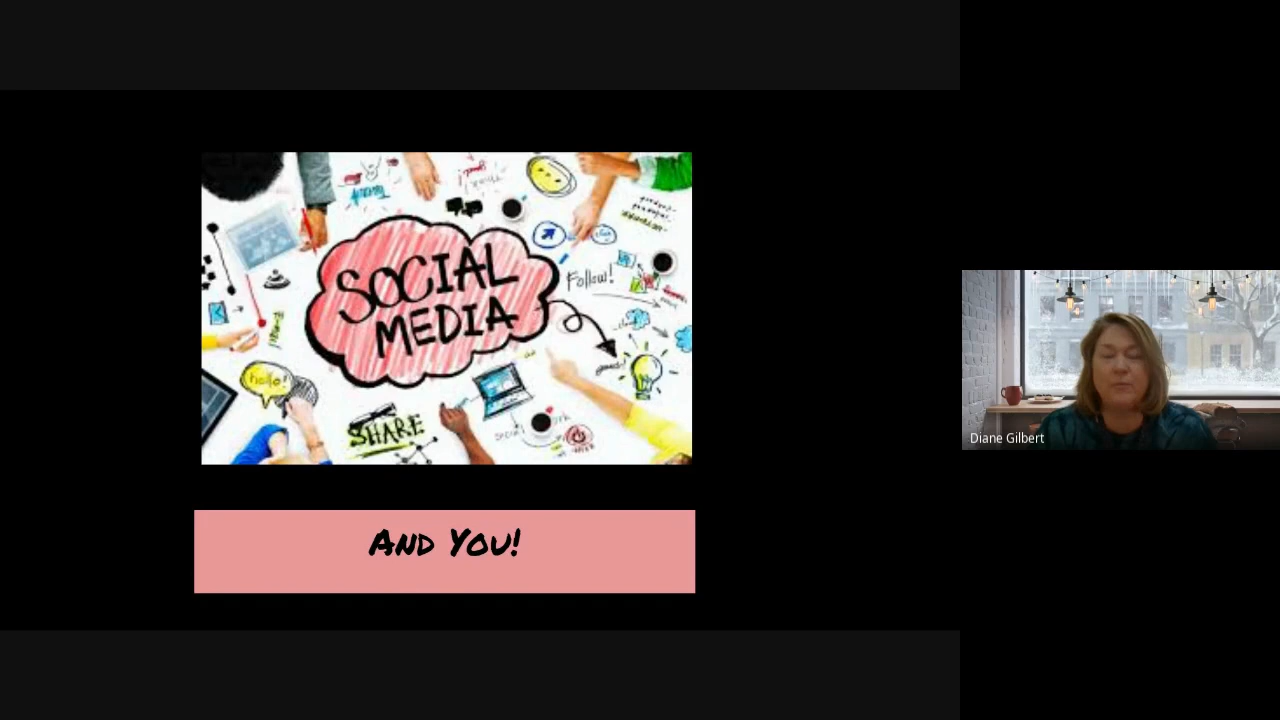 SOCIAL
MEDIA
Follow!
hello!
SHARE
And You!
Diane Gilbert